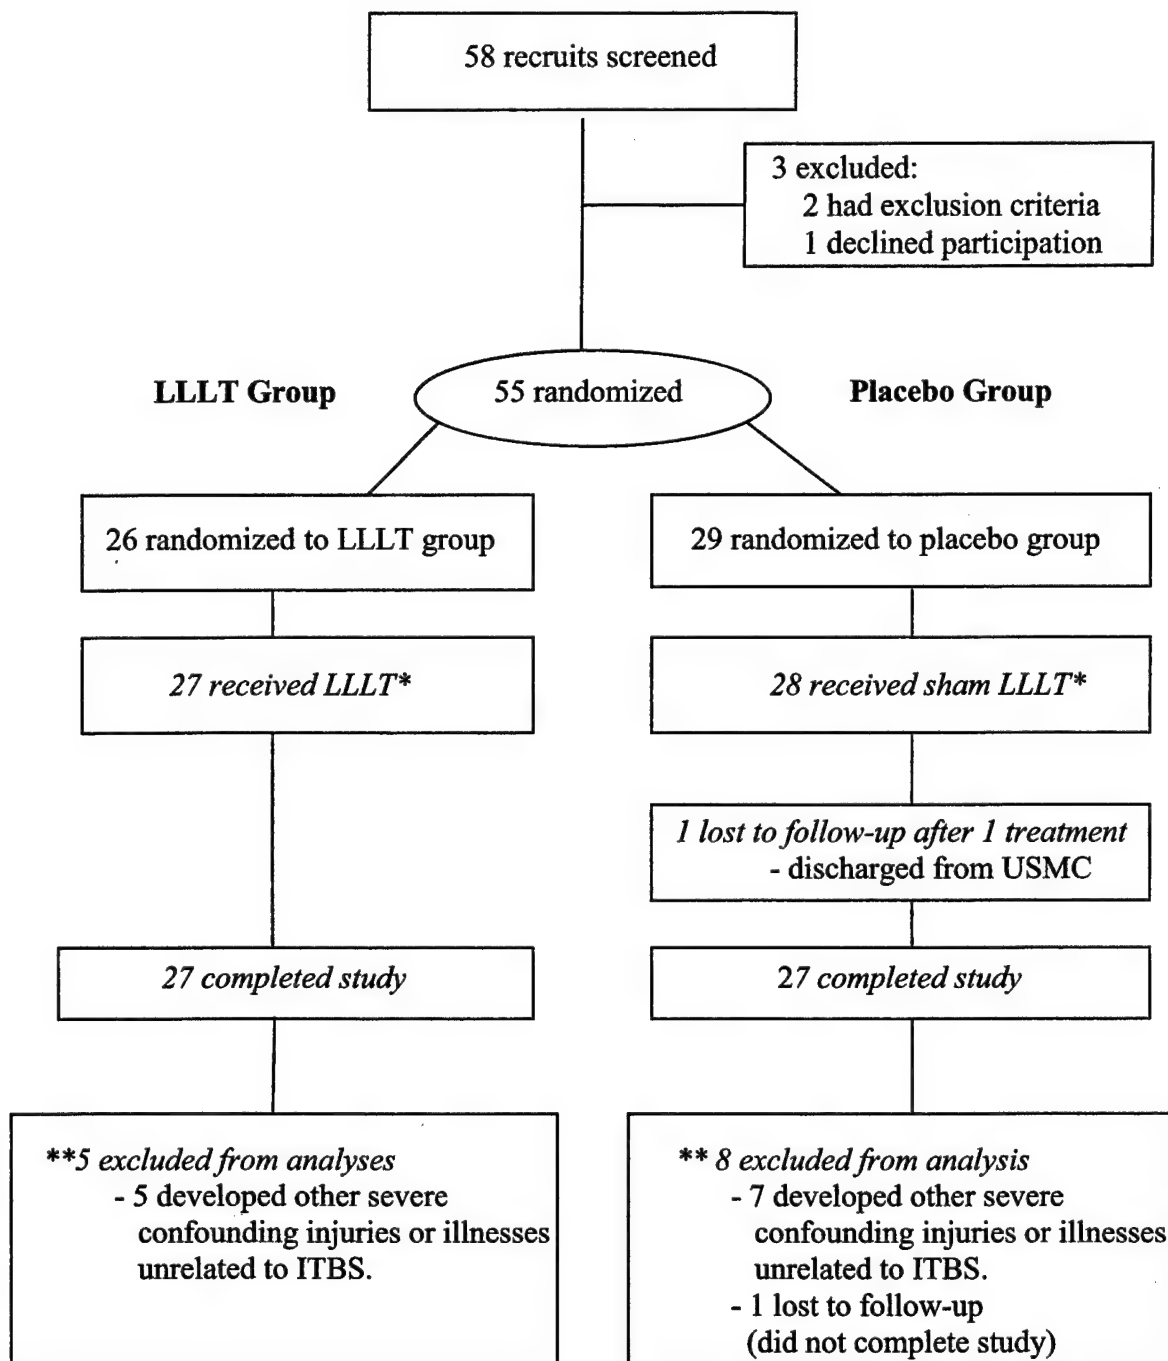 58 recruits screened
3 excluded:
2 had exclusion criteria
1 declined participation
LLLT Group
55 randomized
Placebo Group
26 randomized to LLLT group
29 randomized to placebo group
27 received LLLT*
28 received sham LLLT*
1 lost to follow-up after 1 treatment
- discharged from USMC
27 completed study
27 completed study
**5 excluded from analyses
- 5 developed other severe
confounding injuries or illnesses
unrelated to ITBS.
** 8 excluded from analysis
- 7 developed other severe
confounding injuries or illnesses
unrelated to ITBS.
- 1 lost to follow-up
(did not complete study)